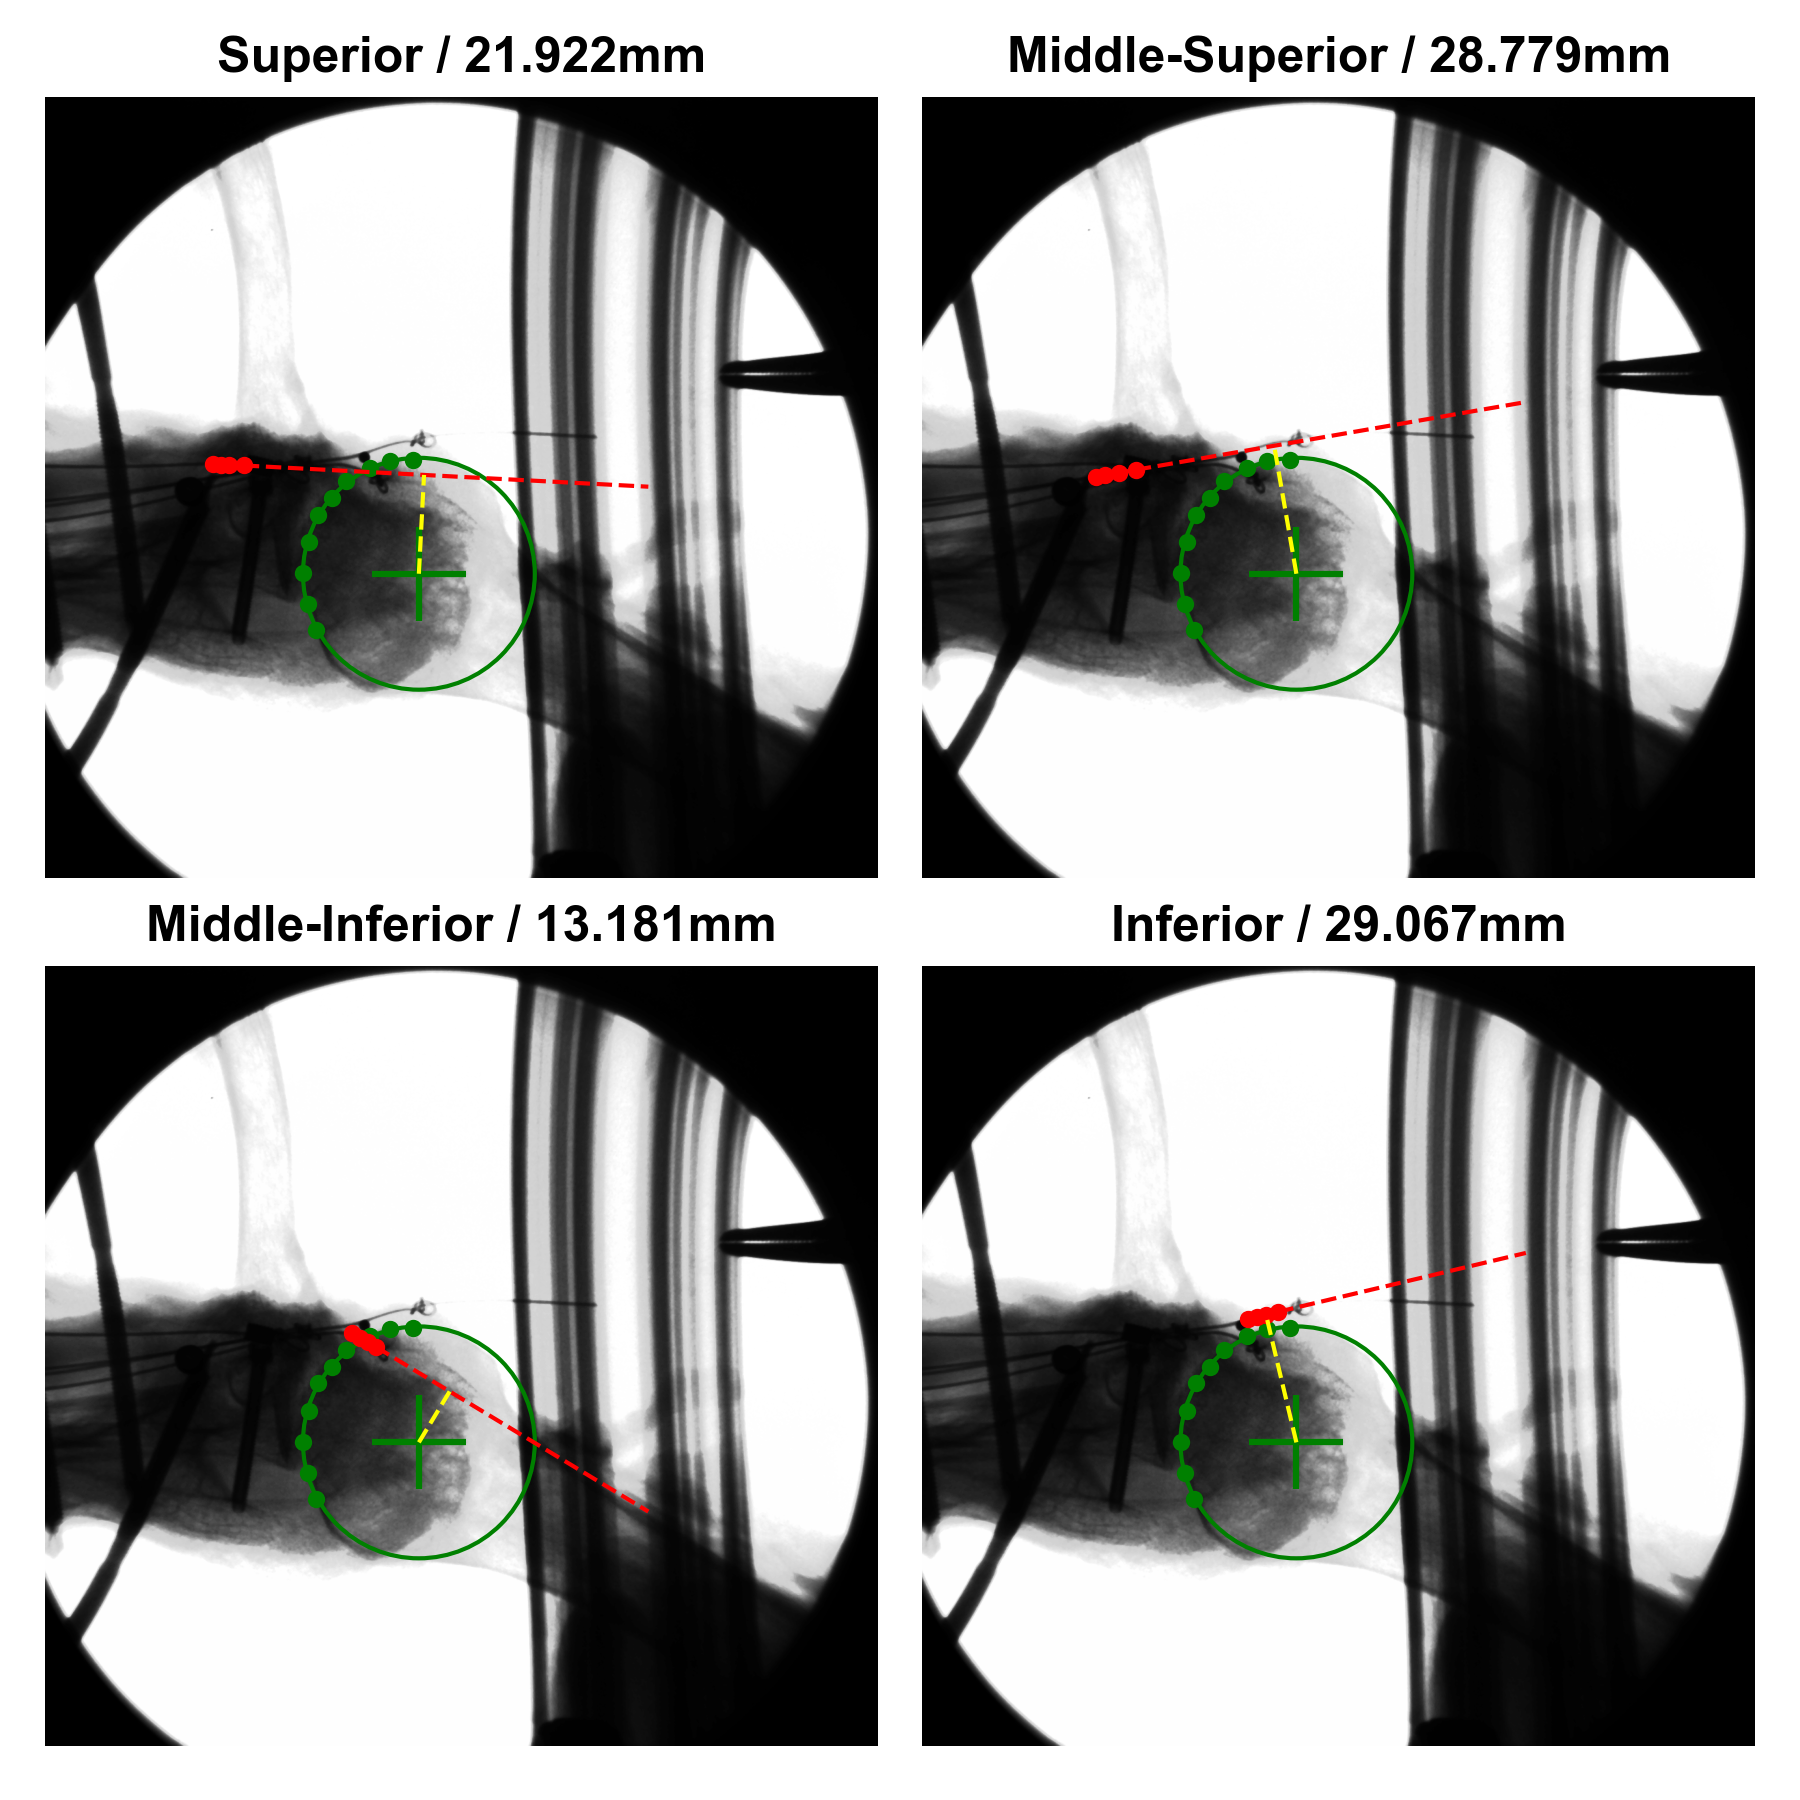 Superior / 21.922mm
Middle-Superior / 28.779mm
Middle-Inferior / 13.181mm
Inferior / 29.067mm